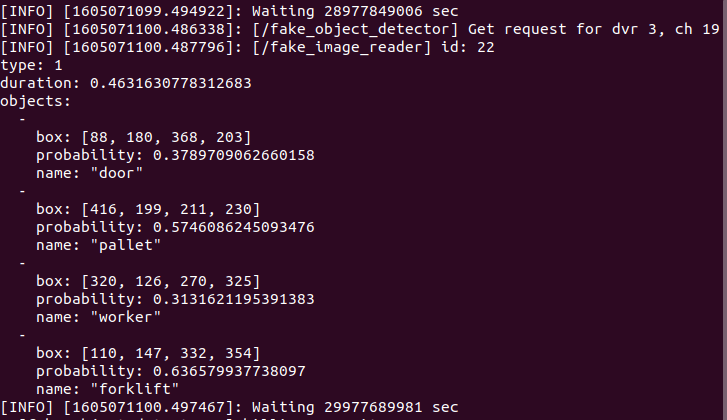 [INFO] [1605071099.494922]: Waiting 28977849006 sec
[INFO] [1605071100.486338]: [/fake_object_detector] Get request for dvr 3, ch 19
[INFO] [1605071100.487796]: [/fake_image_reader] id: 22
type: 1
duration: 0.4631630778312683
objects:
  -
    box: [88, 180, 368, 203]
    probability: 0.3789709062660158
    name: "door"
  -
    box: [416, 199, 211, 230]
    probability: 0.5746086245093476
    name: "pallet"
  -
    box: [320, 126, 270, 325]
    probability: 0.3131621195391383
    name: "worker"
  -
    box: [110, 147, 332, 354]
    probability: 0.636579937738097
    name: "forklift"
[INFO] [1605071100.497467]: Waiting 29977689981 sec